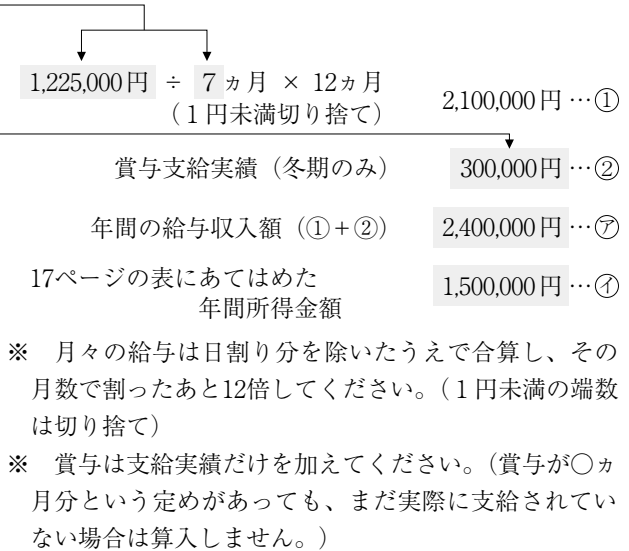 1,225,000円 ÷ 7ヵ月 × 12ヵ月
（１円未満切り捨て）
2,100,000円…①
賞与支給実績（冬期のみ） 300,000円…②
年間の給与収入額（①＋②） 2,400,000円…㋐
17ページの表にあてはめた
年間所得金額
1,500,000円…㋑
※　月々の給与は日割り分を除いたうえで合算し、その
月数で割ったあと12倍してください。（１円未満の端数
は切り捨て）
※　賞与は支給実績だけを加えてください。（賞与が○ヵ
月分という定めがあっても、まだ実際に支給されてい
ない場合は算入しません。）